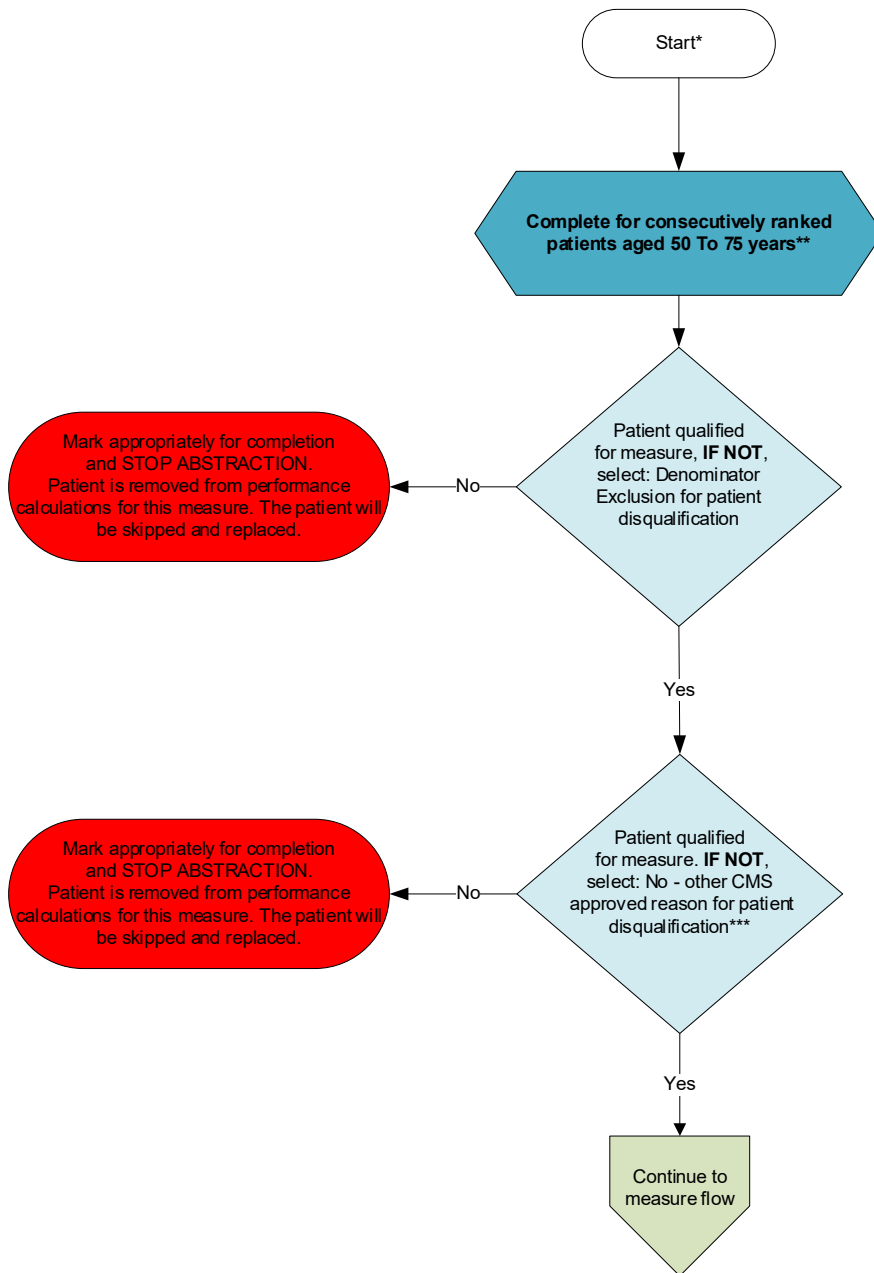 Start*
Complete for consecutively ranked
patients aged 50 To 75 years**
Patient qualified
for measure, IF NOT,
select: Denominator
Exclusion for patient
disqualification
No
Mark appropriately for completion
and STOP ABSTRACTION.
Patient is removed from performance
calculations for this measure. The patient will
be skipped and replaced.
Yes
Patient qualified
for measure. IF NOT,
select: No - other CMS
approved reason for patient
disqualification***
No
Mark appropriately for completion
and STOP ABSTRACTION.
Patient is removed from performance
calculations for this measure. The patient will
be skipped and replaced.
Yes
Continue to
measure flow